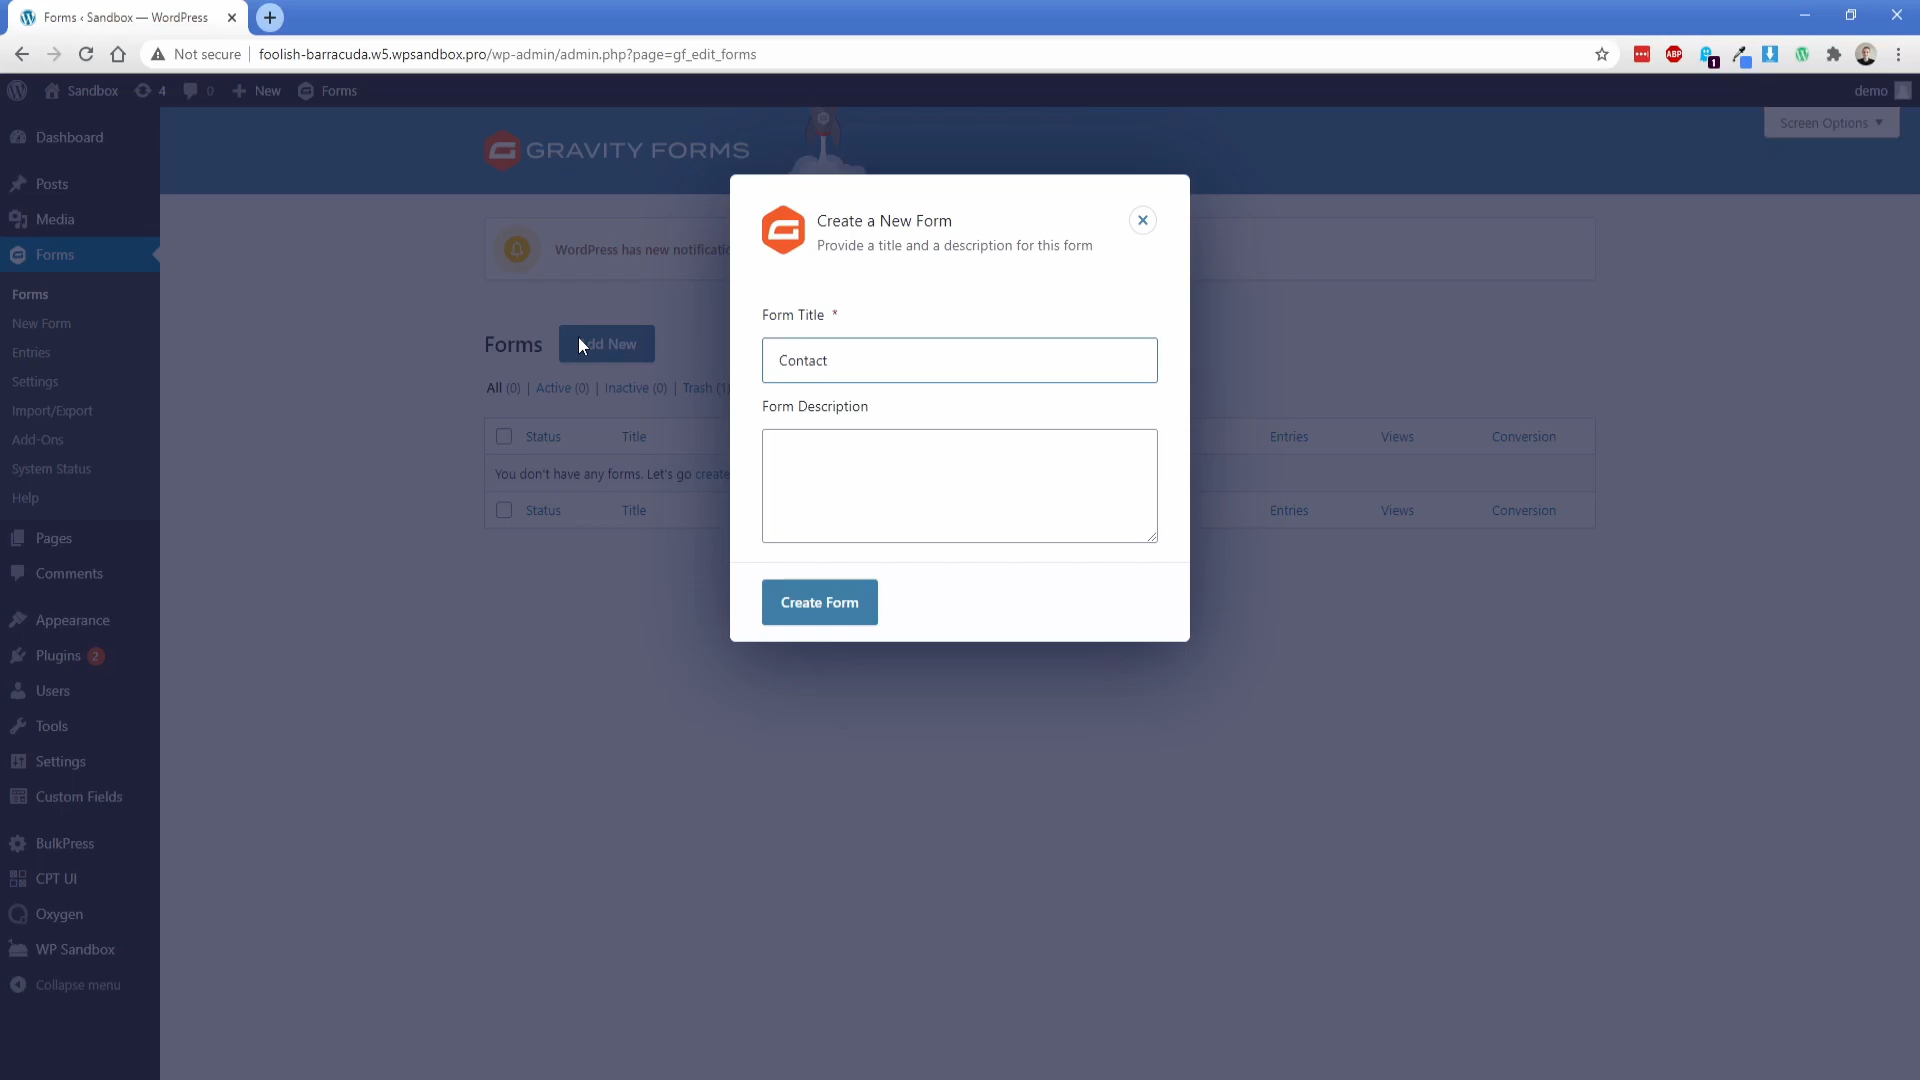 Forms ‹ Sandbox — WordPress
Not secure
foolish-barracuda.w5.wpsandbox.pro/wp-admin/admin.php?page=gf_edit_forms
ABP
1
Sandbox
4
0
New
Forms
demo
Screen Options
Dashboard
Posts
Media
Forms
Forms
New Form
Entries
Settings
Import/Export
Add-Ons
System Status
Help
Pages
Comments
Appearance
Plugins 2
Users
Tools
Settings
Custom Fields
BulkPress
CPT UI
Oxygen
WP Sandbox
Collapse menu
GRAVITY FORMS
WordPress has new
Forms
New
All (0) | Active (0) | Inactive (0) | Trash (1)
Status Title Entries Views Conversion
You don't have any forms. Let's go create
Status Title Entries Views Conversion
Create a New Form
Provide a title and a description for this form
Form Title *
Contact
Form Description
Create Form